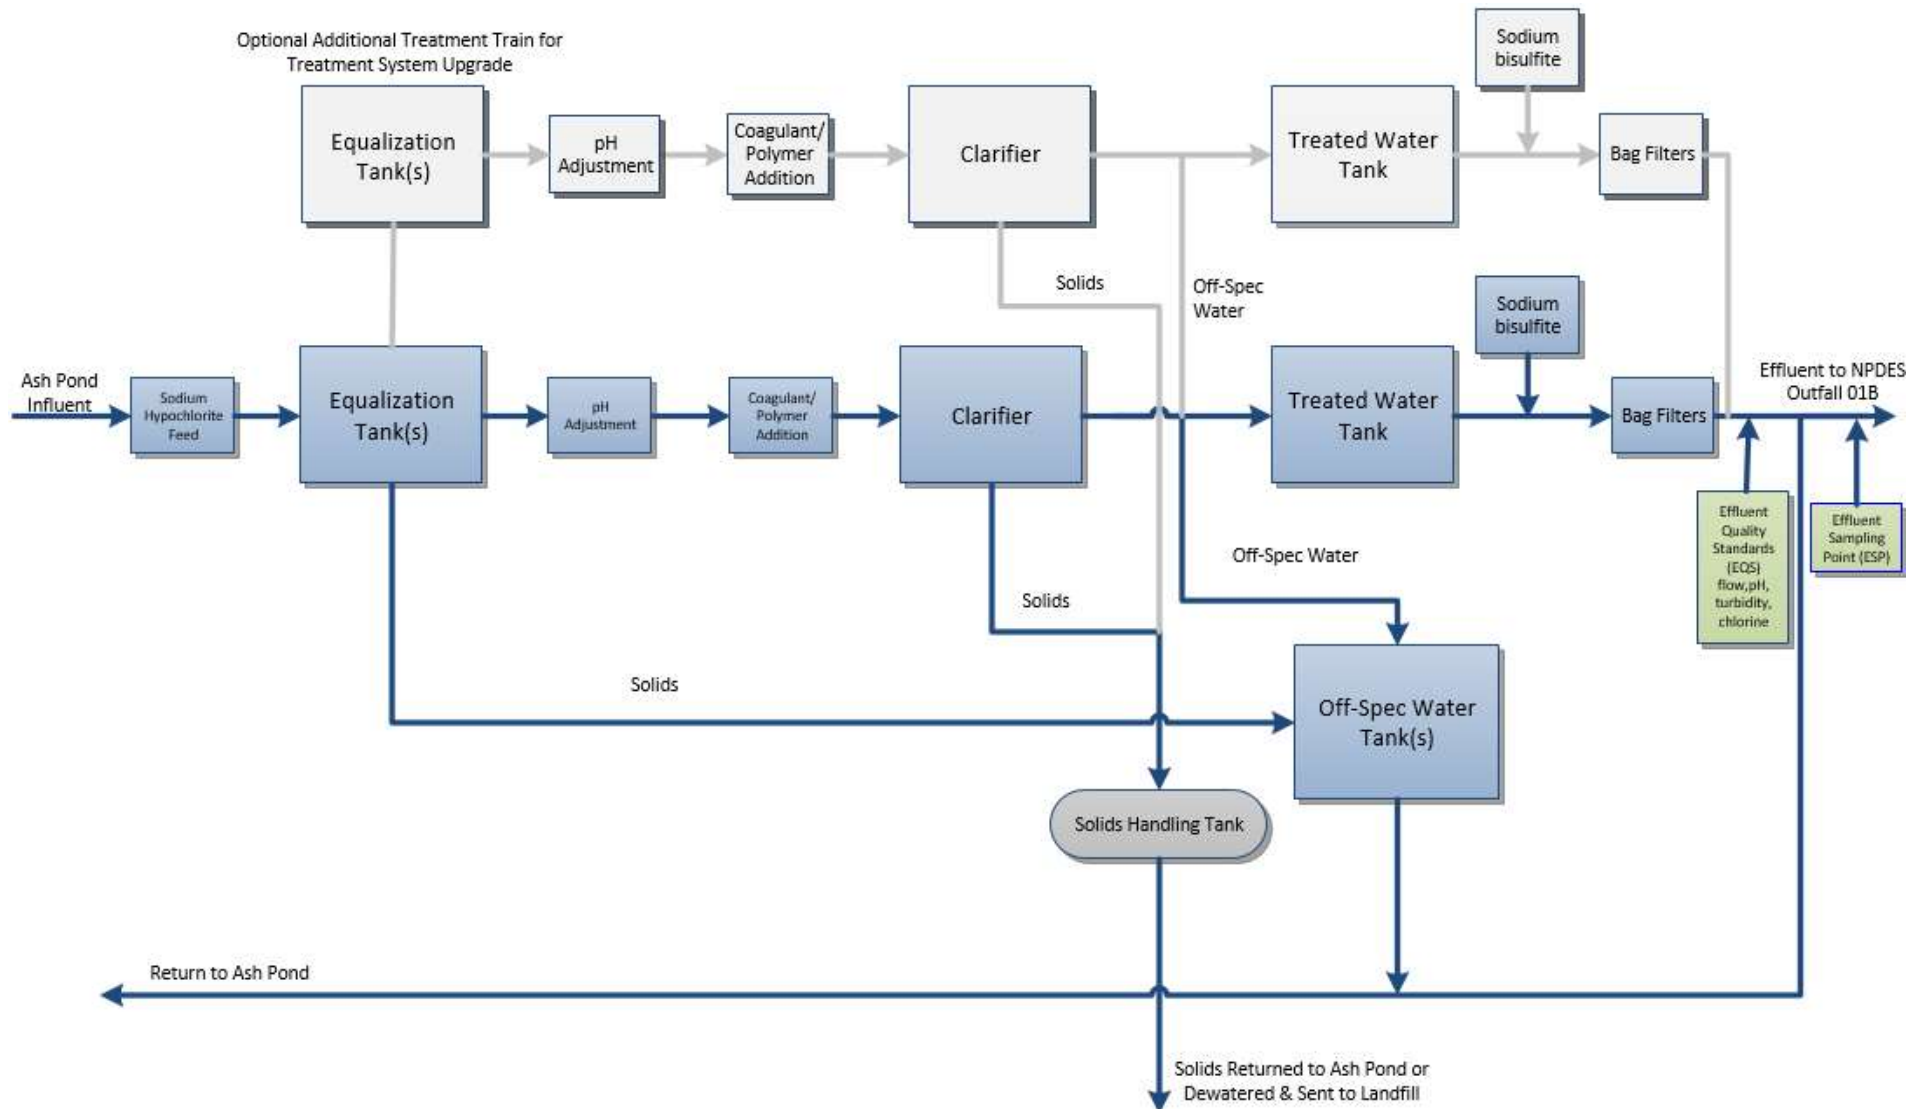 Optional Additional Treatment Train for
Treatment System Upgrade
Equalization
Tank(s)
pH
Adjustment
Coagulant/
Polymer
Addition
Clarifier
Treated Water
Tank
Sodium
bisulfite
Bag Filters
Solids
Off-Spec
Water
Ash Pond
Influent
Sodium
Hypochlorite
Feed
Equalization
Tank(s)
pH
Adjustment
Coagulant/
Polymer
Addition
Clarifier
Treated Water
Tank
Sodium
bisulfite
Bag Filters
Effluent to NPDES
Outfall 01B
Effluent
Quality
Standards
(EQS)
flow,pH,
turbidity,
chlorine
Effluent
Sampling
Point (ESP)
Off-Spec Water
Solids
Solids
Off-Spec Water
Tank(s)
Solids Handling Tank
Return to Ash Pond
Solids Returned to Ash Pond or
Dewatered & Sent to Landfill